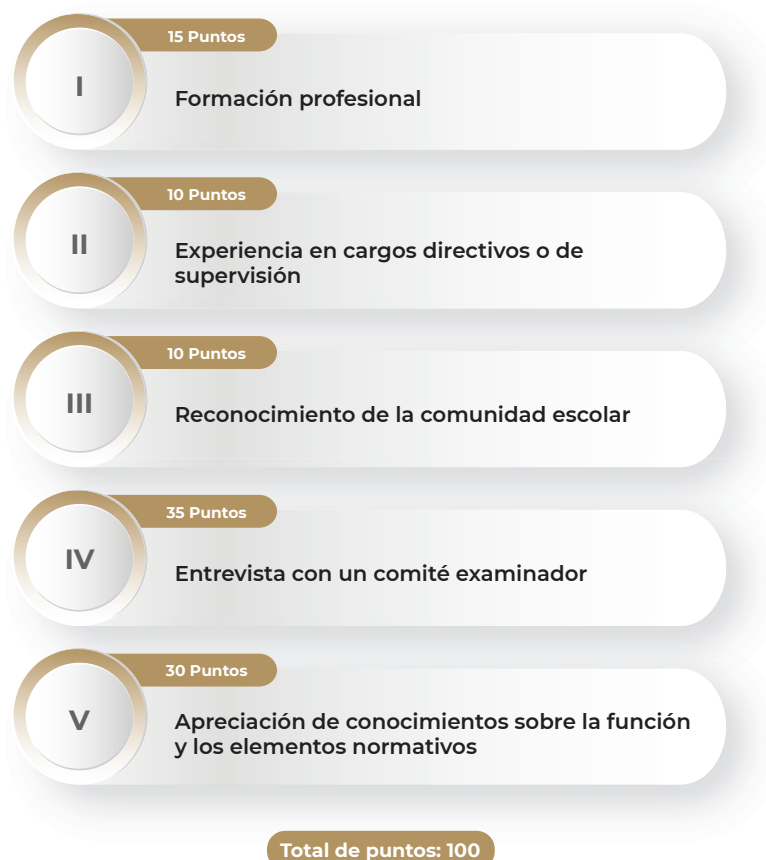 15 Puntos
I
Formación profesional
10 Puntos
II
Experiencia en cargos directivos o de
supervisión
10 Puntos
III
Reconocimiento de la comunidad escolar
35 Puntos
IV
Entrevista con un comité examinador
30 Puntos
V
Apreciación de conocimientos sobre la función
y los elementos normativos
Total de puntos: 100